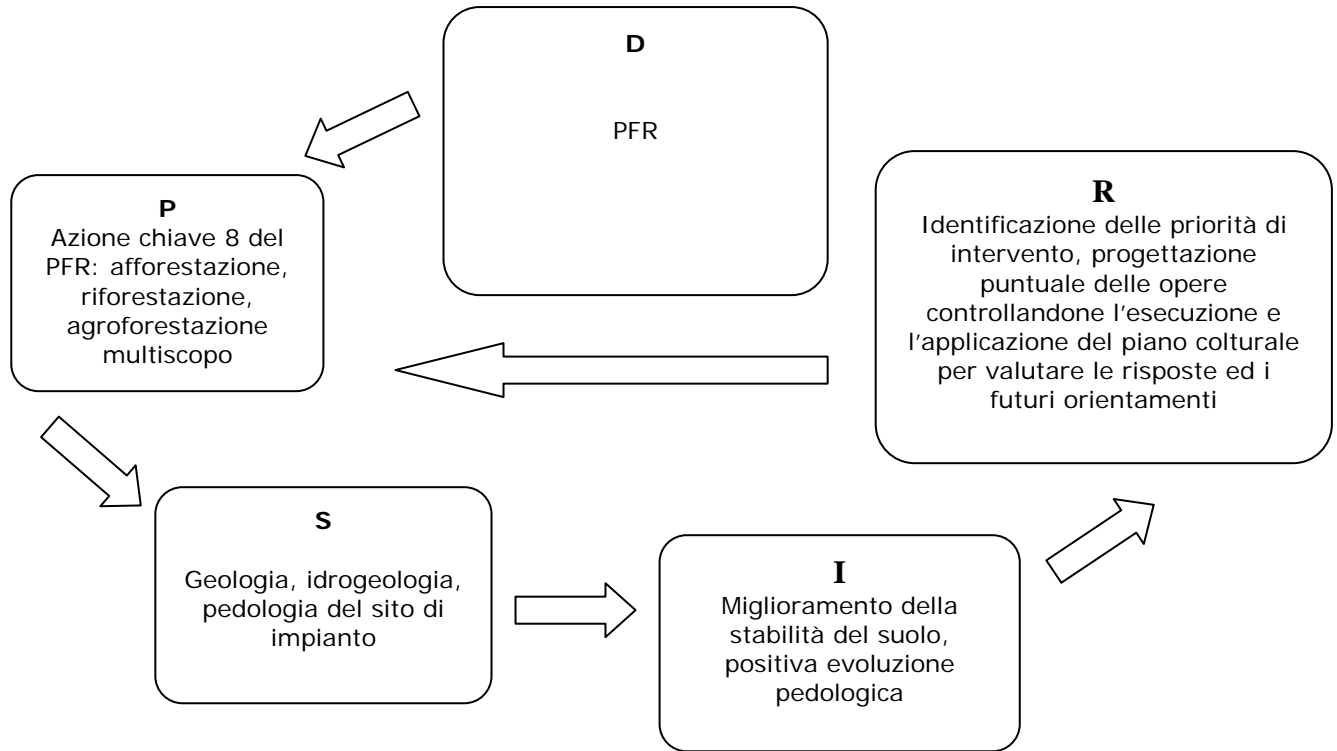 D
PFR
P
Azione chiave 8 del
PFR: afforestazione,
riforestazione,
agroforestazione
multiscopo
R
Identificazione delle priorità di
intervento, progettazione
puntuale delle opere
controllandone l'esecuzione e
l'applicazione del piano colturale
per valutare le risposte ed i
futuri orientamenti
S
Geologia, idrogeologia,
pedologia del sito di
impianto
I
Miglioramento della
stabilità del suolo,
positiva evoluzione
pedologica